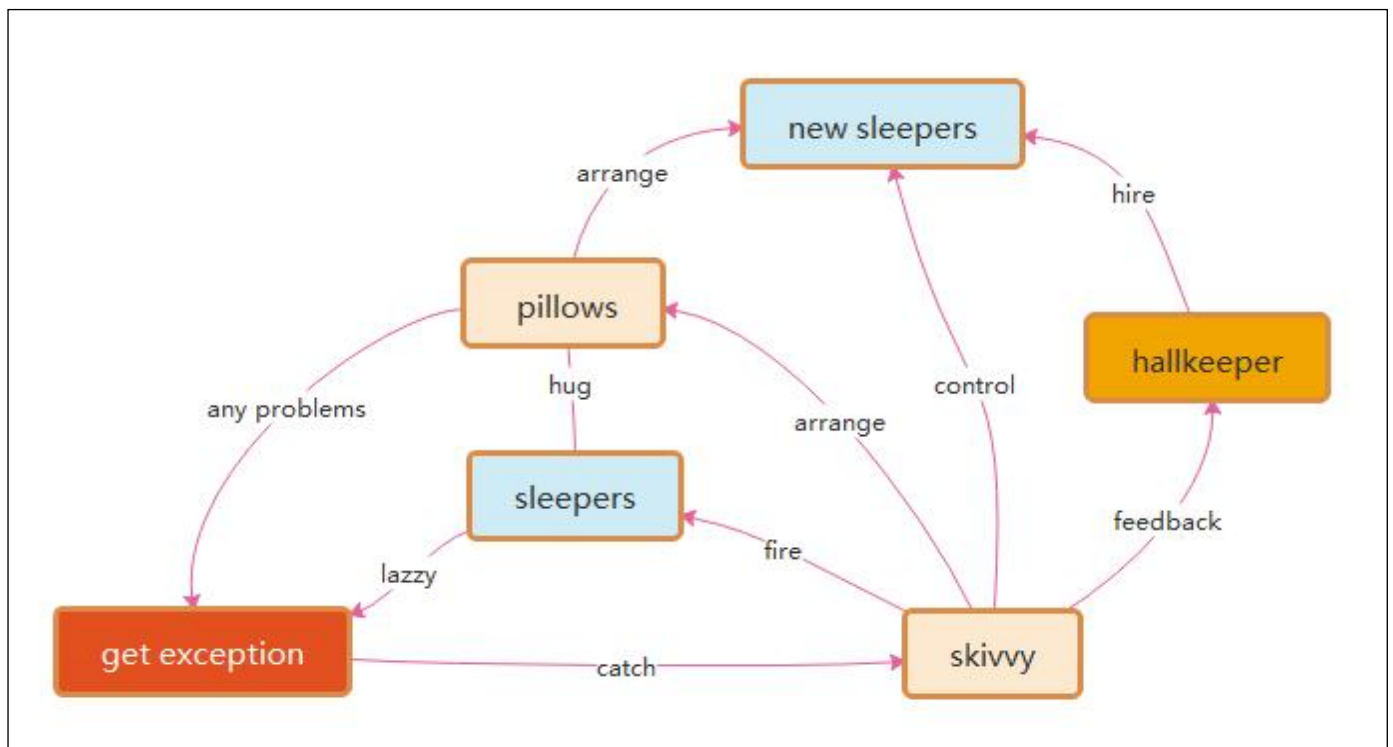 new sleepers
arrange
hire
pillows
hallkeeper
hug
control
any problems
arrange
sleepers
feedback
fire
lazzy
get exception
skivvy
catch